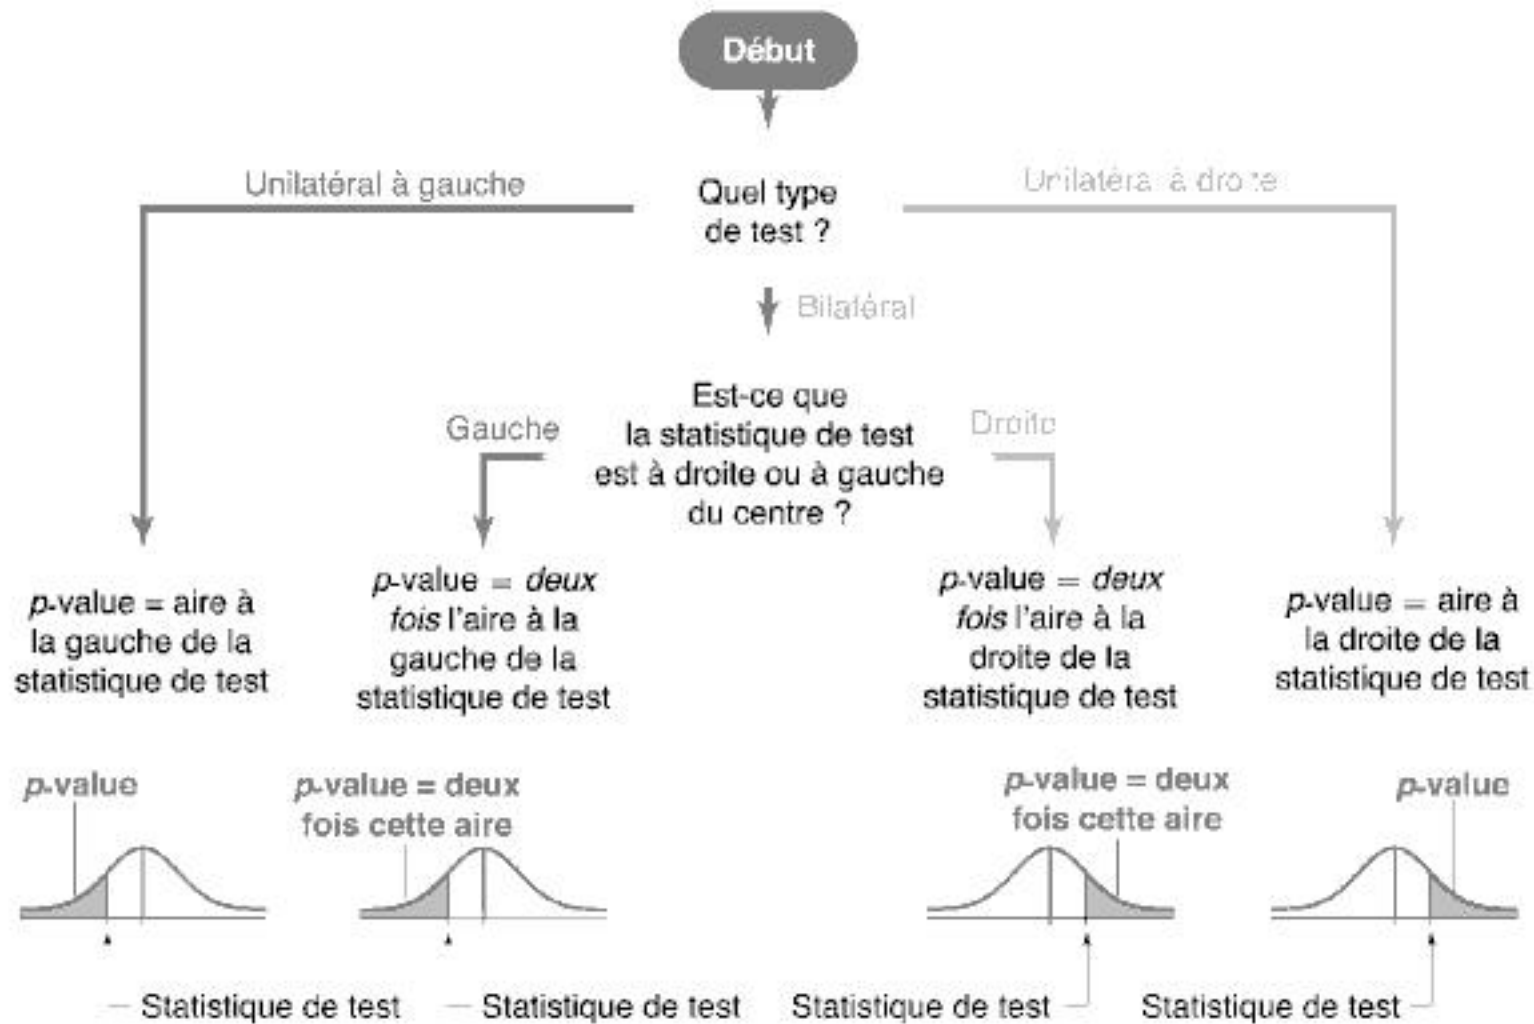 Début
Unilatéral à gauche
Quel type
de test ?
Unilatéral à droite
Bilatéral
Est-ce que
la statistique de test
est à droite ou à gauche
du centre ?
Gauche
Droite
p-value = aire à
la gauche de la
statistique de test
p-value = deux
fois l'aire à la
gauche de la
statistique de test
p-value = deux
fois l'aire à la
droite de la
statistique de test
p-value = aire à
la droite de la
statistique de test
p-value
p-value = deux
fois cette aire
p-value = deux
fois cette aire
p-value
Statistique de test
Statistique de test
Statistique de test
Statistique de test